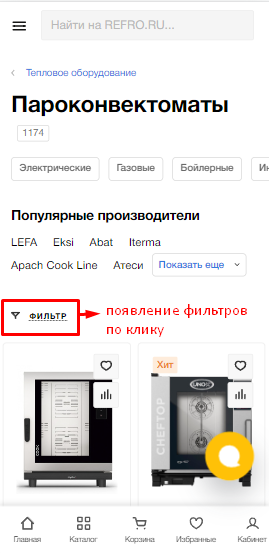 Найти на REFRO.RU...
Тепловое оборудование
Пароконвектоматы
1174
Электрические Газовые Бойлерные
Популярные производители
LEFA Eksi Abat Iterma
Apach Cook Line Атеси Показать еще
ФИЛЬТР
появление фильтров
по клику
Хит
UNOX
CHEFTOP
Главная Каталог Корзина Избранные Кабинет